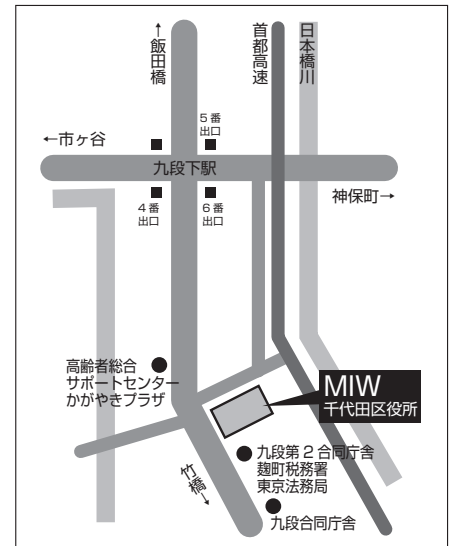 ←飯田橋
首都高速
日本橋川
5番
出口
←市ヶ谷
九段下駅
神保町→
4番
出口
6番
出口
高齢者総合
サポートセンター
かがやきプラザ
MIW
千代田区役所
九段第2合同庁舎
麹町税務署
東京法務局
竹橋→
九段合同庁舎